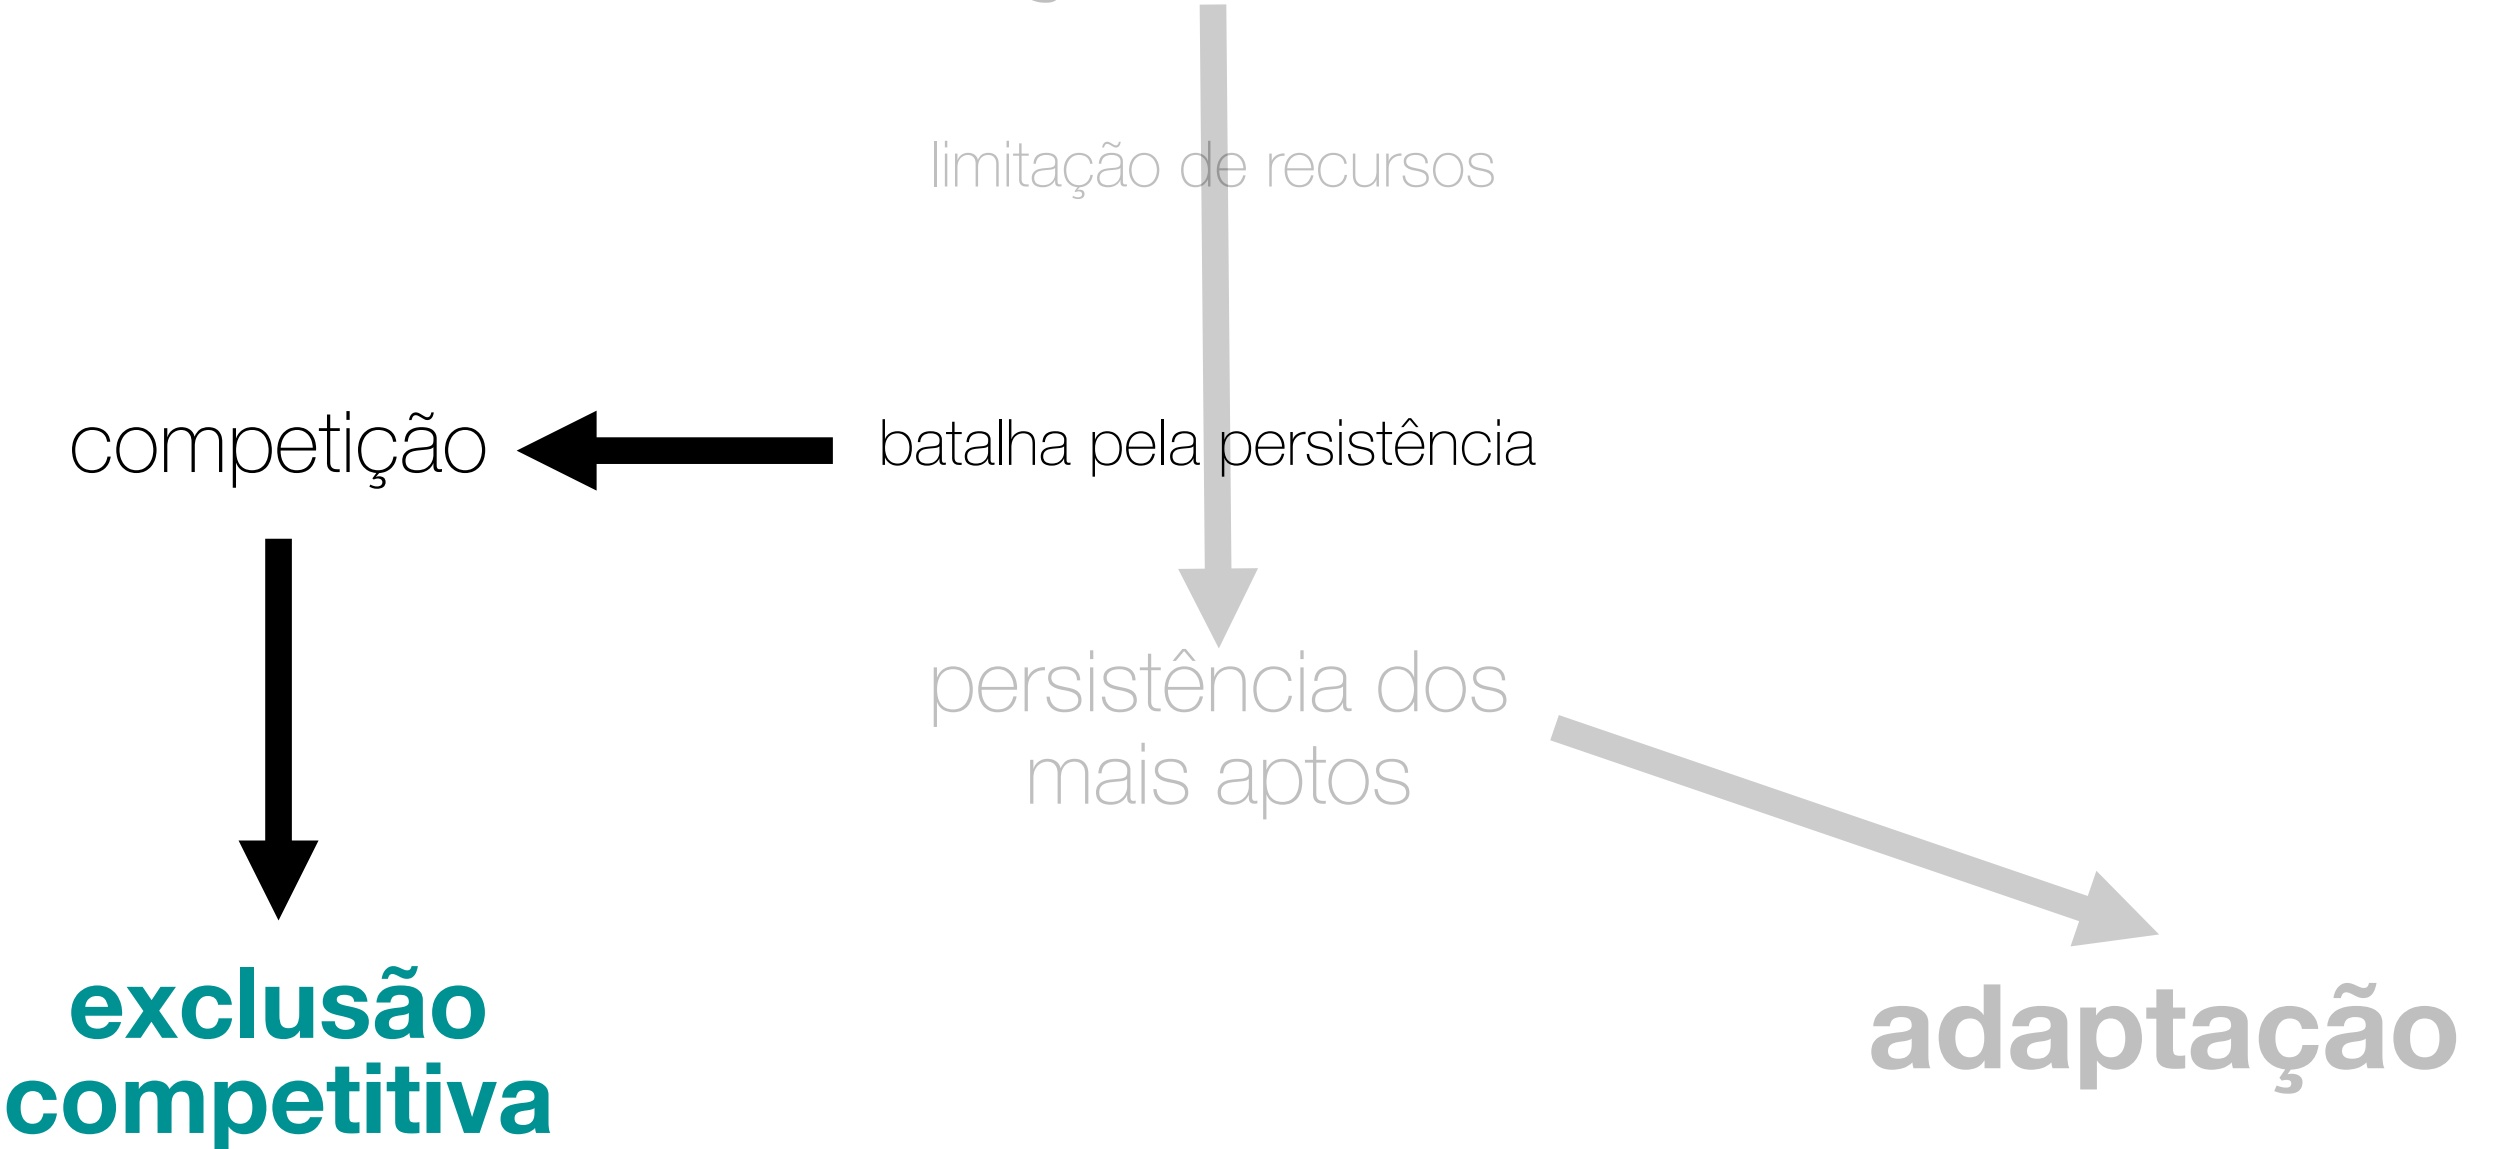 limitação de recursos
competição
batalha pela persistência
persistência dos
mais aptos
exclusão
competitiva
adaptação